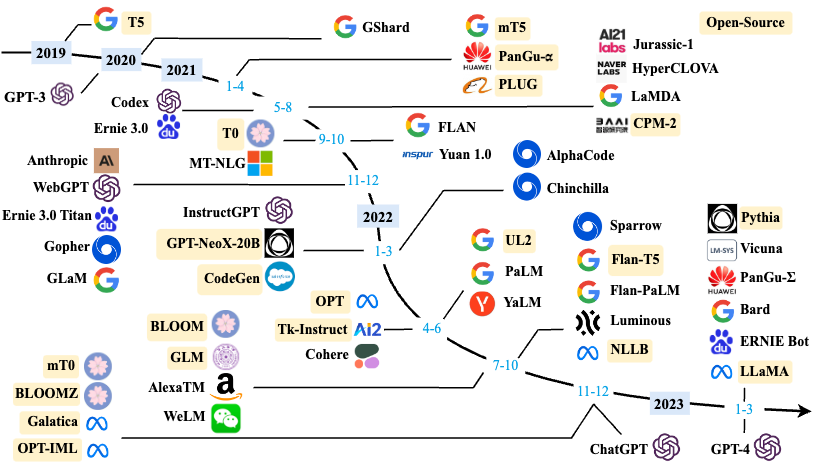 T5
2019
2020
2021
GPT-3
GShard
1-4
mT5
HUAWEI
PanGu-α
PLUG
Open-Source
AI21
labs
Jurassic-1
NAVER
LABS
HyperCLOVA
LaMDA
BAAI
CPM-2
Codex
Ernie 3.0
du
5-8
T0
MT-NLG
9-10
FLAN
inspur
Yuan 1.0
Anthropic
A\
WebGPT
Ernie 3.0 Titan
du
Gopher
GLaM
11-12
AlphaCode
Chinchilla
2022
InstructGPT
GPT-NeoX-20B
CodeGen
1-3
OPT
Tk-Instruct
Ai2
Cohere
4-6
UL2
PaLM
YaLM
BLOOM
GLM
AlexaTM
a
WeLM
7-10
Sparrow
Flan-T5
Flan-PaLM
Luminous
NLLB
mT0
BLOOMZ
Galatica
OPT-IML
11-12
ChatGPT
2023
Pythia
LM-SYS
Vicuna
HUAWEI
PanGu-Σ
Bard
du
ERNIE Bot
LLaMA
1-3
GPT-4